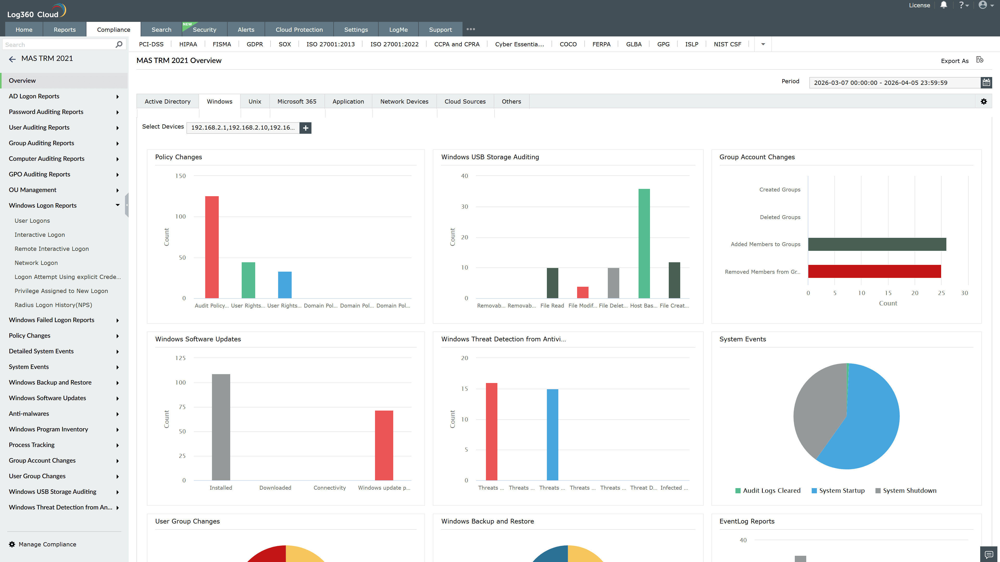 License
?
Log360 Cloud
Home
Reports
Compliance
Search
NEW
Security
Alerts
Cloud Protection
Settings
LogMe
Support
Search
PCI-DSS
HIPAA
FISMA
GDPR
SOX
ISO 27001:2013
ISO 27001:2022
CCPA and CPRA
Cyber Essentia...
COCO
FERPA
GLBA
GPG
ISLP
NIST CSF
MAS TRM 2021
Overview
AD Logon Reports
Password Auditing Reports
User Auditing Reports
Group Auditing Reports
Computer Auditing Reports
GPO Auditing Reports
OU Management
Windows Logon Reports
User Logons
Interactive Logon
Remote Interactive Logon
Network Logon
Logon Attempt Using explicit Crede...
Privilege Assigned to New Logon
Radius Logon History(NPS)
Windows Failed Logon Reports
Policy Changes
Detailed System Events
System Events
Windows Backup and Restore
Windows Software Updates
Anti-malwares
Windows Program Inventory
Process Tracking
Group Account Changes
User Group Changes
Windows USB Storage Auditing
Windows Threat Detection from An...
Manage Compliance
MAS TRM 2021 Overview
Export As
Period
2026-03-07 00:00:00 - 2026-04-05 23:59:59
Active Directory
Windows
Unix
Microsoft 365
Application
Network Devices
Cloud Sources
Others
Select Devices
192.168.2.1,192.168.2.10,192.16...
Policy Changes
150
100
50
0
Count
Audit Policy...
User Rights...
User Rights...
Domain Pol...
Domain Pol...
Domain Pol...
Windows USB Storage Auditing
40
30
20
10
0
Count
Removab...
Removab...
File Read
File Modif...
File Delet...
Host Bas...
File Creat...
Group Account Changes
Created Groups
Deleted Groups
Added Members to Groups
Removed Members from Gr...
0
5
10
15
20
25
30
Count
Windows Software Updates
125
100
75
50
25
0
Count
Installed
Downloaded
Connectivity
Windows update p...
Windows Threat Detection from Antivi...
20
15
10
5
0
Count
Threats ...
Threats ...
Threats ...
Threats ...
Threats ...
Threat D...
Infected ...
System Events
Audit Logs Cleared
System Startup
System Shutdown
User Group Changes
Windows Backup and Restore
EventLog Reports
40